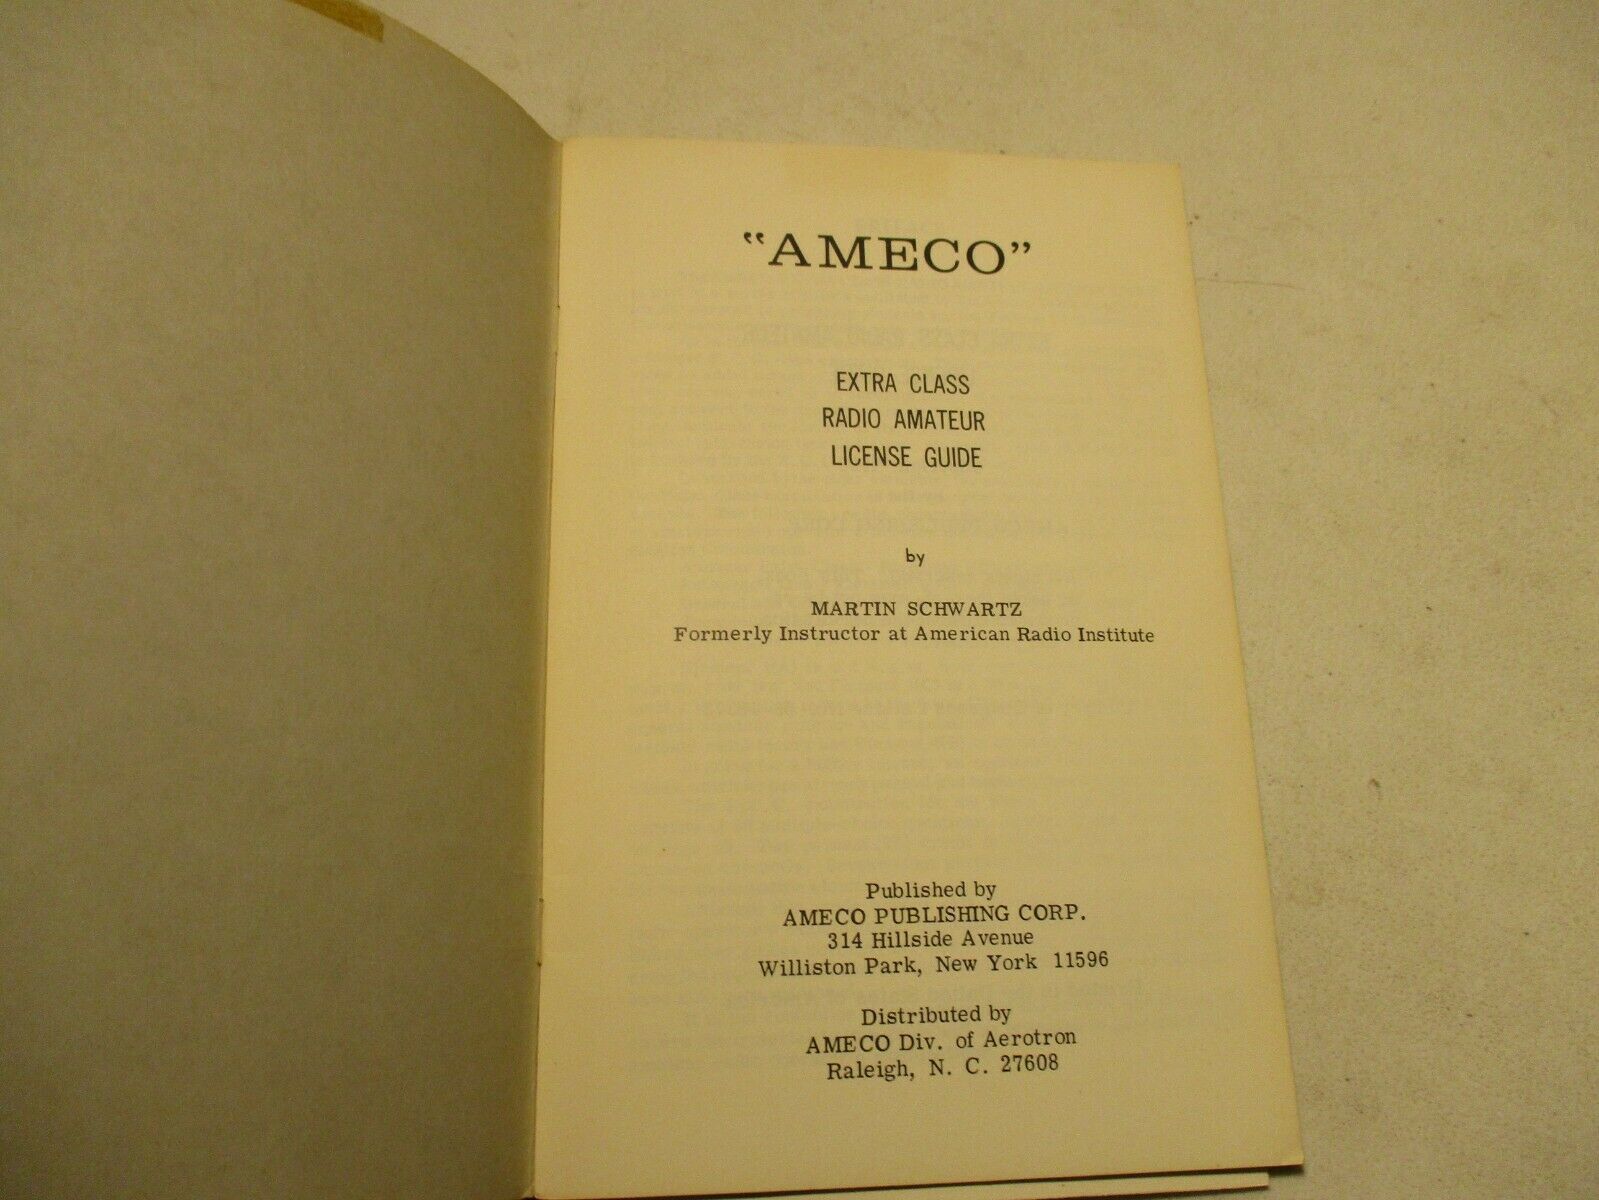 "AMECO"
EXTRA CLASS
RADIO AMATEUR
LICENSE GUIDE
by
MARTIN SCHWARTZ
Formerly Instructor at American Radio Institute
Published by
AMECO PUBLISHING CORP.
314 Hillside Avenue
Williston Park, New York 11596
Distributed by
AMECO Div. of Aerotron
Raleigh, N. C. 27608